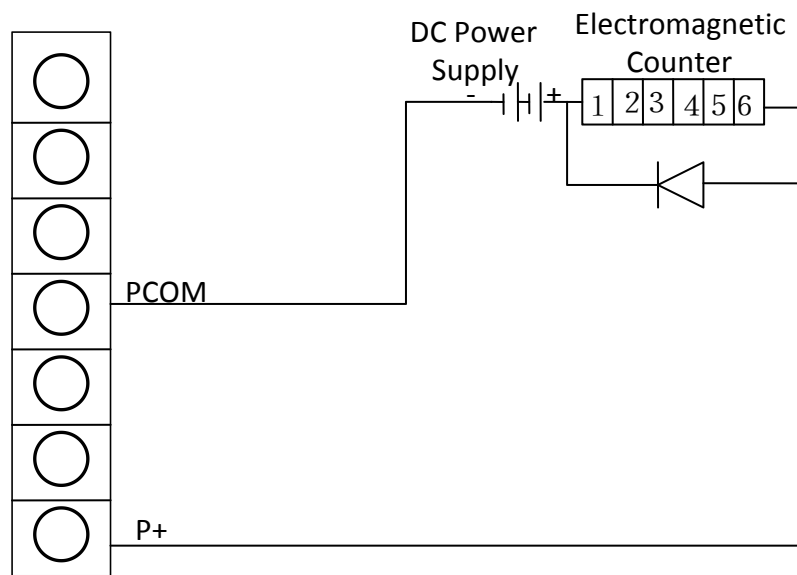 DC Power
Supply
Electromagnetic
Counter
- +
1 2 3 4 5 6
PCOM
P+